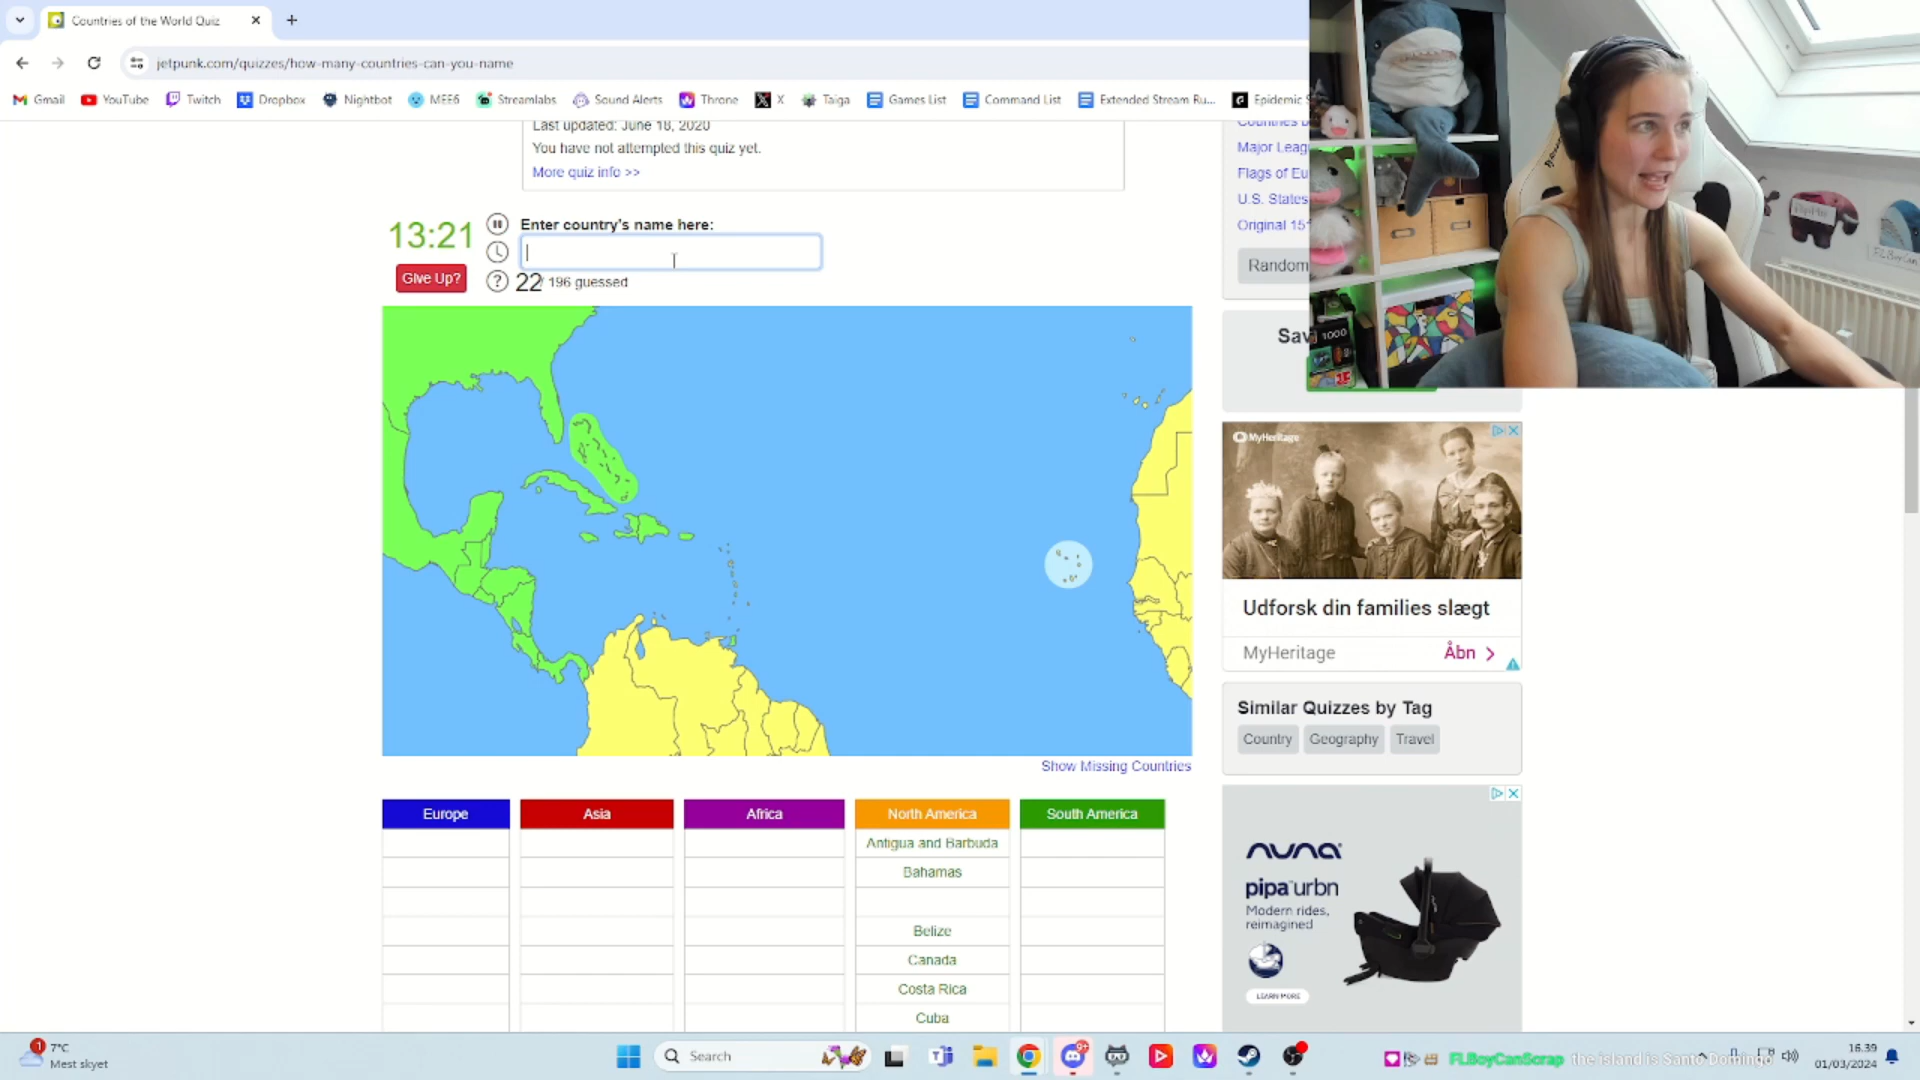 Countries of the World Quiz
jetpunk.com/quizzes/how-many-countries-can-you-name
Gmail YouTube Twitch Dropbox Nightbot MEE6 Streamlabs Sound Alerts Throne X Taiga Games List Command List Extended Stream Ru... Epidemic S
Last updated: June 18, 2020
You have not attempted this quiz yet.
More quiz info >>
13:21
Enter country's name here:
Give Up?
22 / 196 guessed
Major Leag
Flags of Eu
U.S. States
Original 15
Random
Sav
1000
MyHeritage
Udforsk din families slægt
MyHeritage
Åbn
Show Missing Countries
Similar Quizzes by Tag
Country Geography Travel
Europe Asia Africa North America South America
Antigua and Barbuda
Bahamas
Belize
Canada
Costa Rica
Cuba
nuna
pipa urbn
Modern rides,
reimagined
LEARN MORE
1
7°C
Mest skyet
Search
9+
FLBoyCanScrap the island is Santo Domingo
16.39
01/03/2024